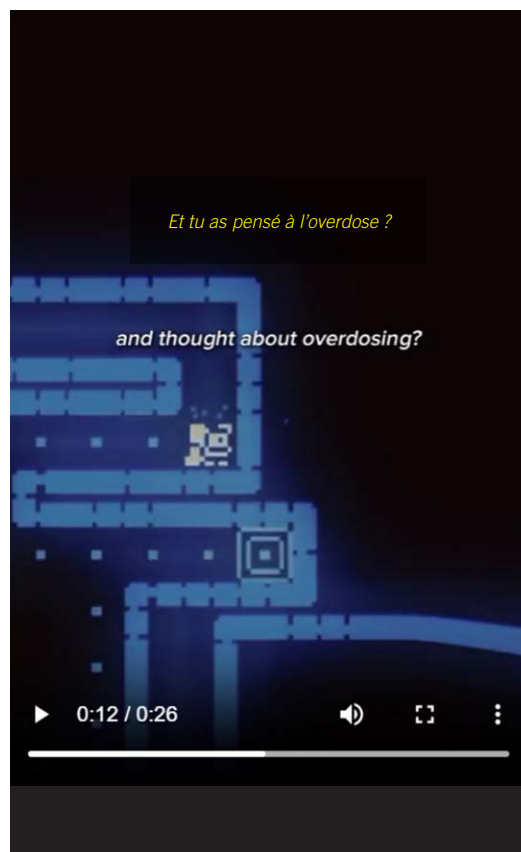 Et tu as pensé à l’overdose ?
and thought about overdosing?
0:12 / 0:26